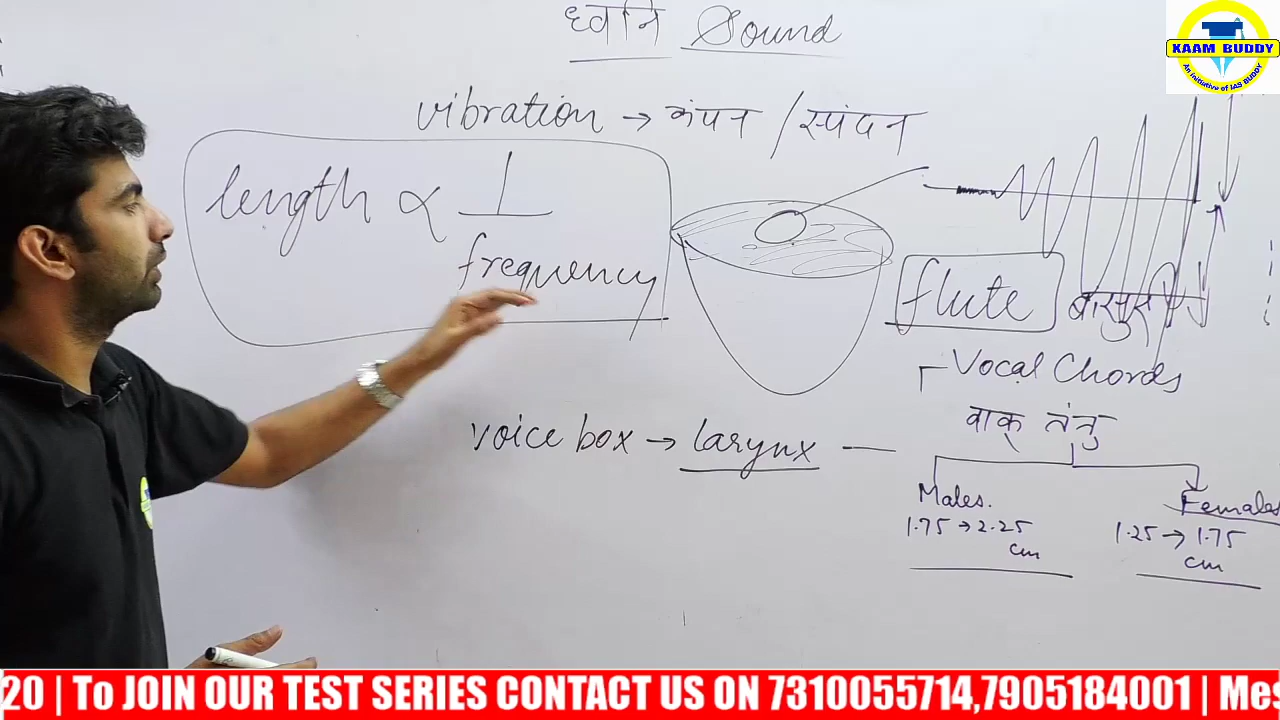 ध्वनि Sound
KAAM BUDDY
An Initiative of IAS BUDDY
vibration → कंपन / स्पंदन
length ∝ 1
frequency
flute बासुरी
Vocal Chords
वाक् तंतु
voice box → larynx —
Males. Females
1.75 → 2.25 1.25 → 1.75
cm cm
20 | To JOIN OUR TEST SERIES CONTACT US ON 7310055714,7905184001 | Mes